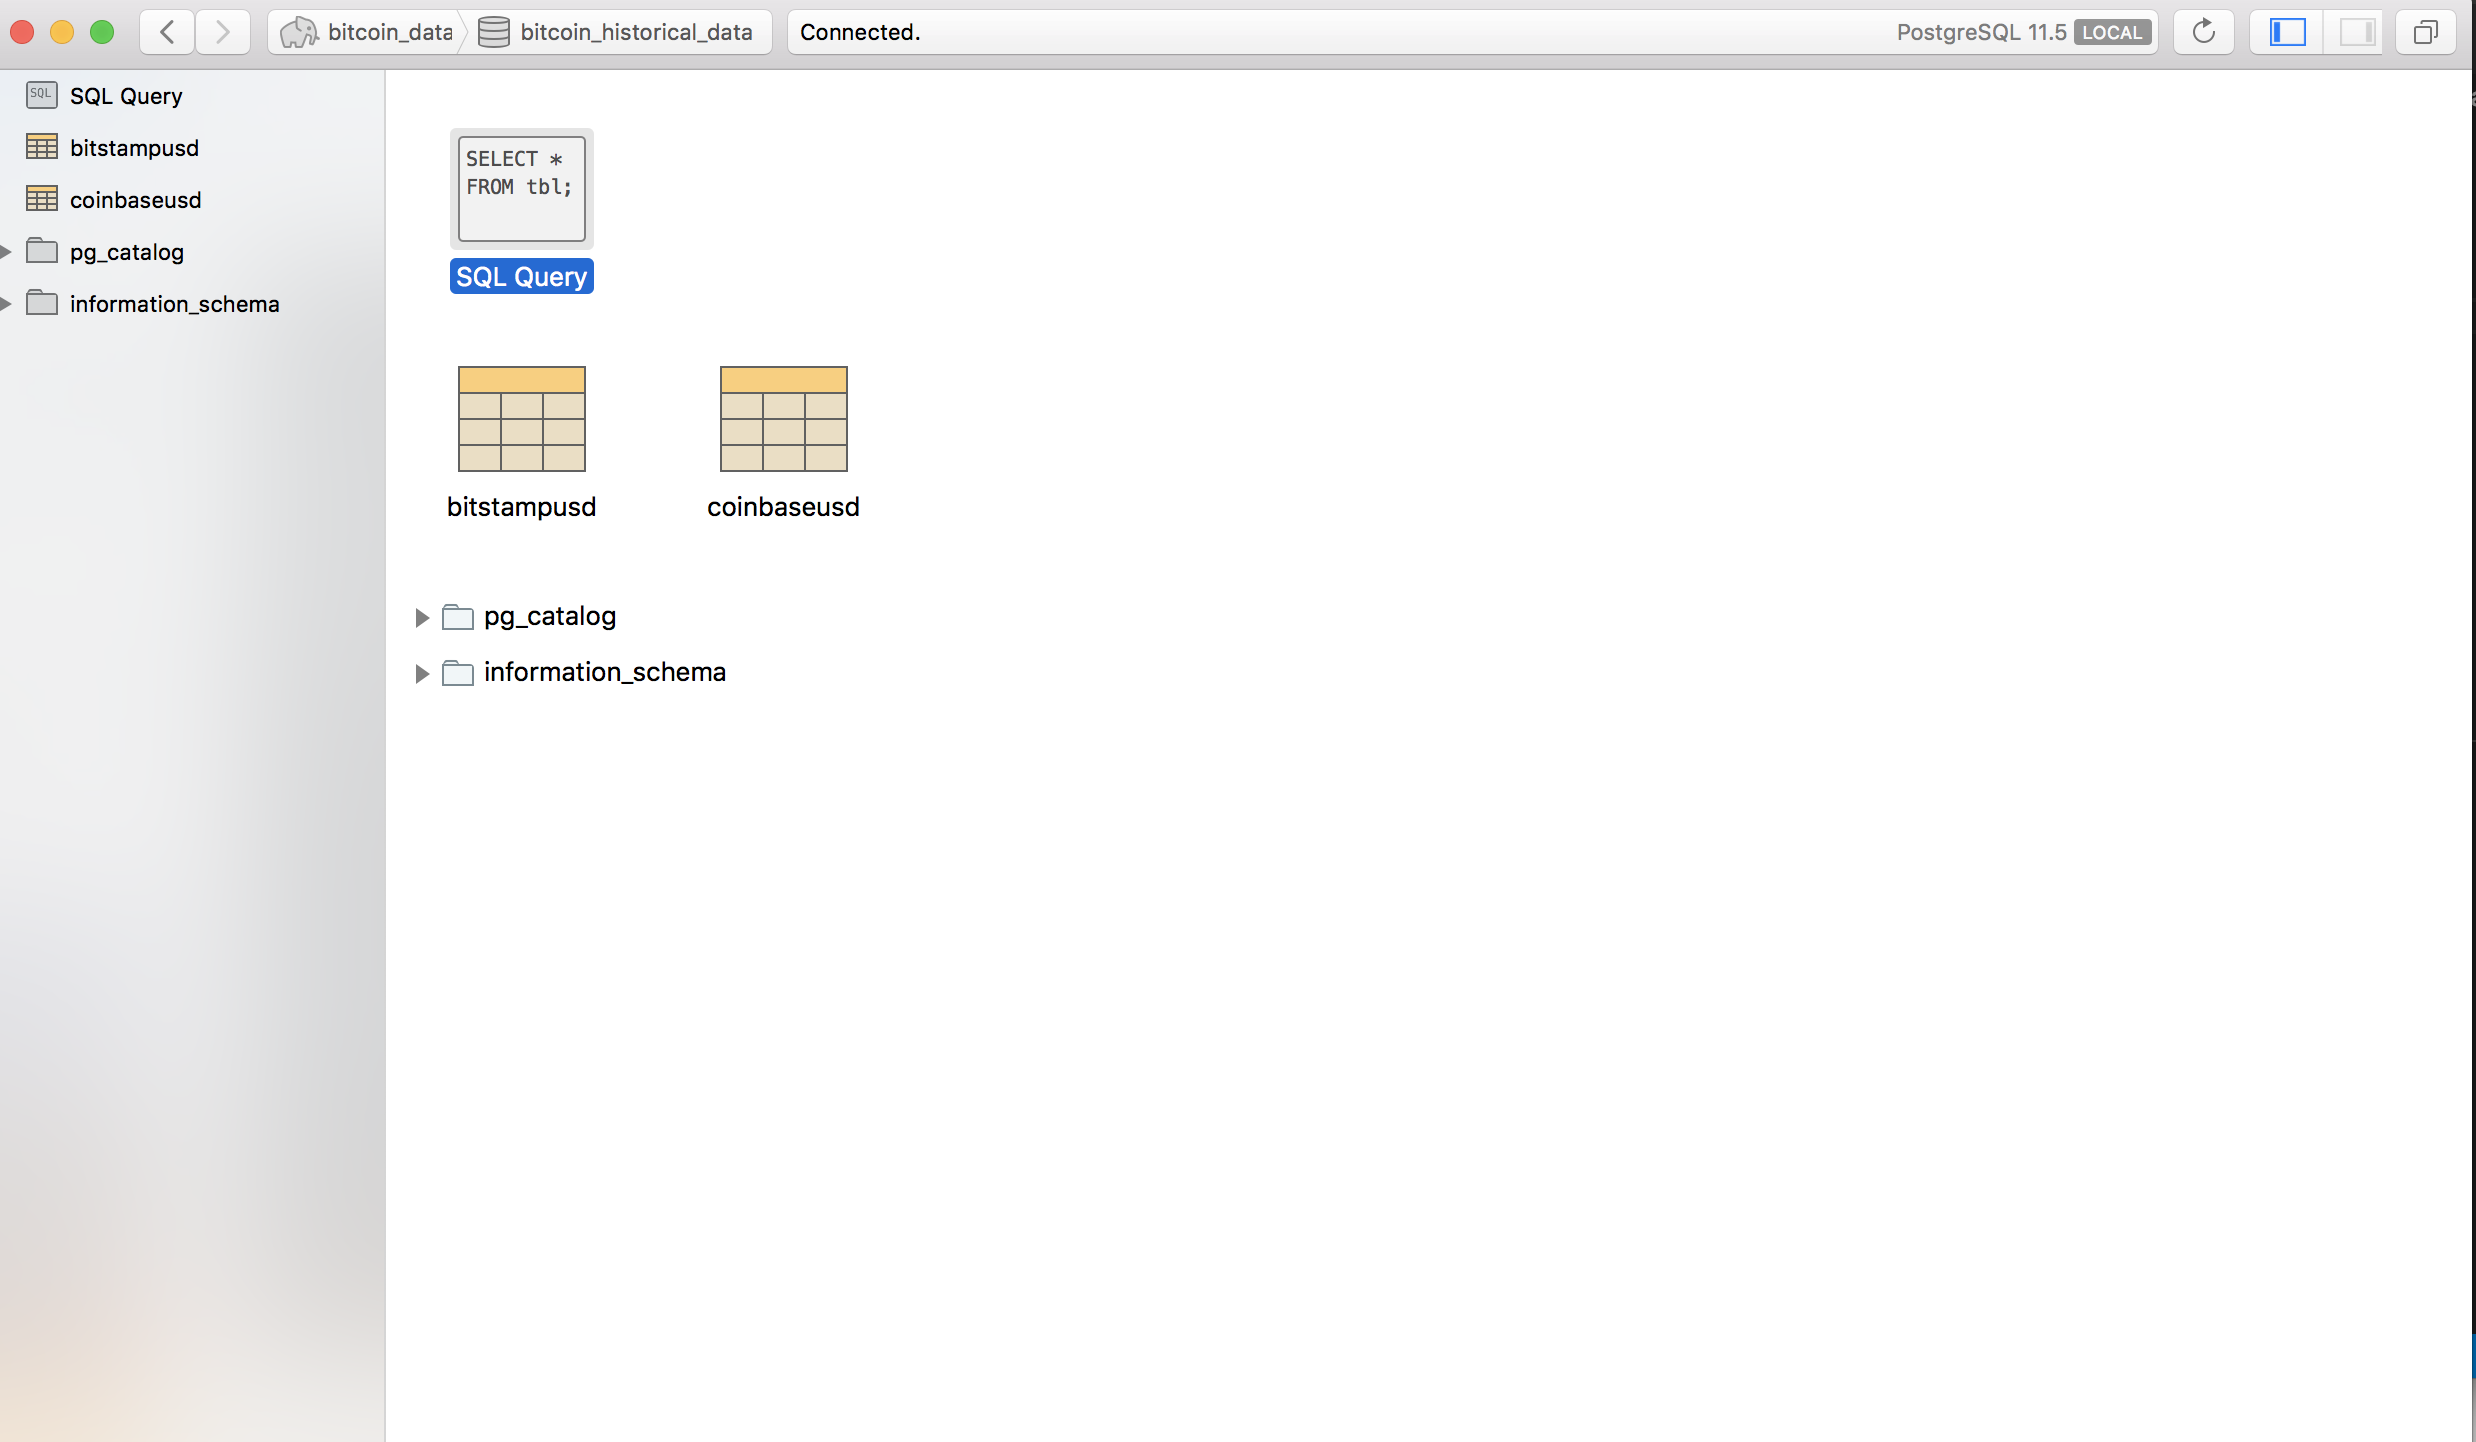 bitcoin_data bitcoin_historical_data Connected. PostgreSQL 11.5 LOCAL
SQL SQL Query
bitstampusd
coinbaseusd
pg_catalog
information_schema
SELECT *
FROM tbl;
SQL Query
bitstampusd coinbaseusd
pg_catalog
information_schema